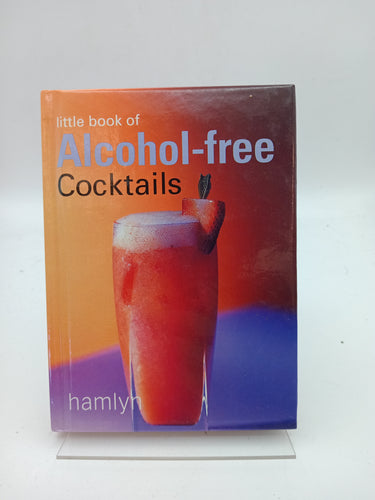 little book of
Alcohol-free
Cocktails
hamlyn